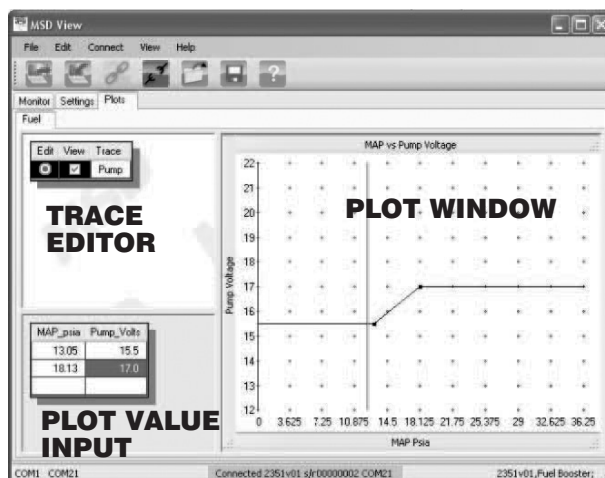 MSD View
File Edit Connect View Help
Monitor Settings Plots
Fuel
Edit View Trace
Pump
TRACE
EDITOR
MAP_psia Pump_Volts
13.05 15.5
18.13 17.0
PLOT VALUE
INPUT
MAP vs Pump Voltage
PLOT WINDOW
Pump Voltage
22
21
20
19
18
17
16
15
14
13
12
0 3.625 7.25 10.875 14.5 18.125 21.75 25.375 29 32.625 36.25
MAP Psia
COM1 COM21 Connected 2351v01 s/r00000002 COM21 2351v01,Fuel Booster;